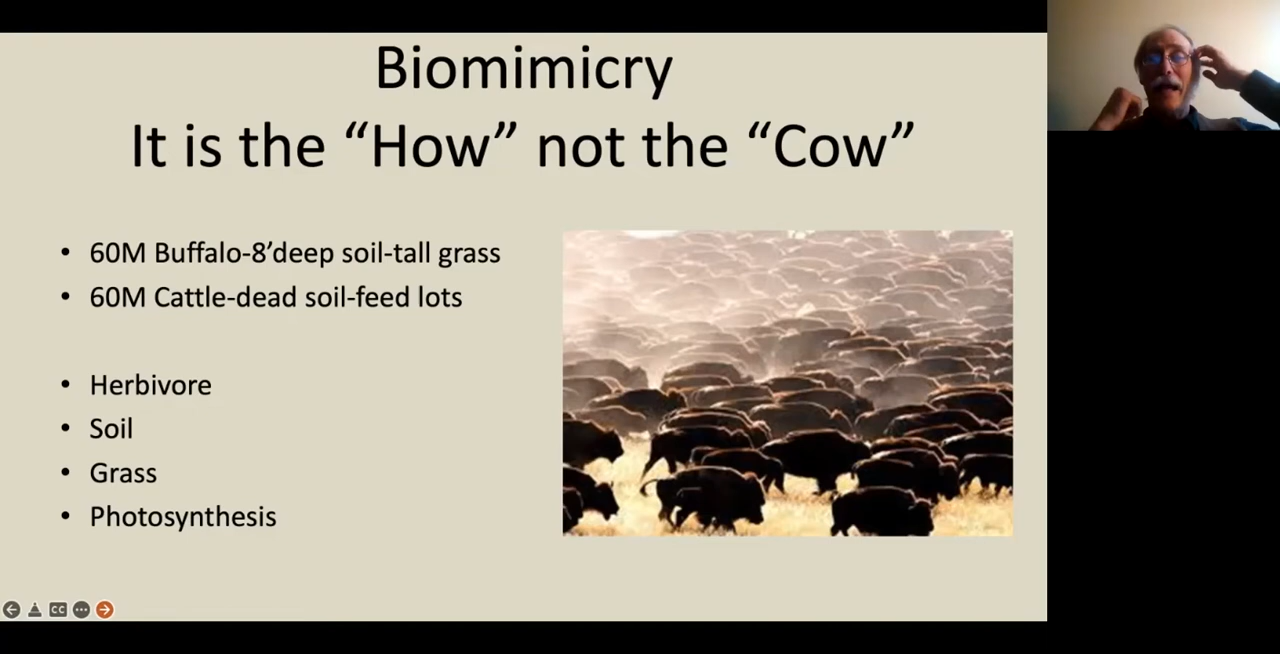 Biomimicry
It is the “How” not the “Cow”
• 60M Buffalo-8’deep soil-tall grass
• 60M Cattle-dead soil-feed lots
• Herbivore
• Soil
• Grass
• Photosynthesis
CC